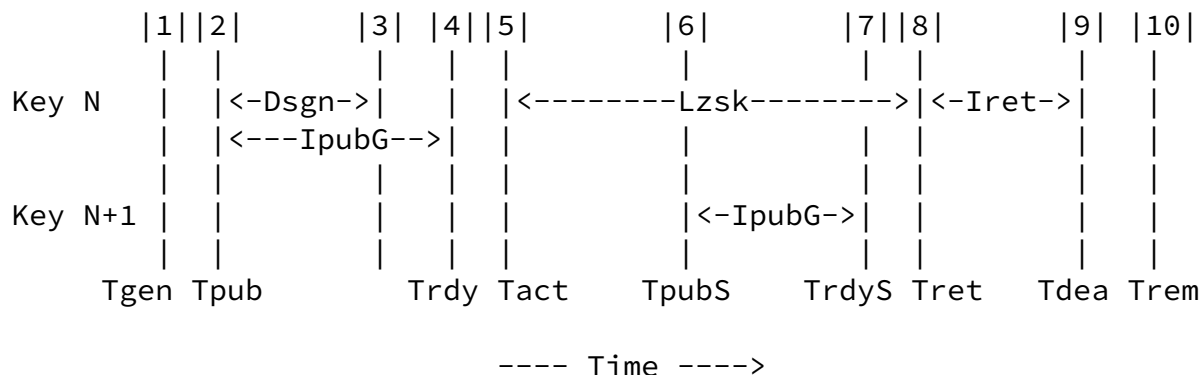 |1||2| |3| |4||5| |6| |7||8| |9| |10|
| | | | | | | | | |
Key N | |<-Dsgn->| | |<--------Lzsk-------->|<-Iret->| |
| |<---IpubG-->| | | | | | |
| | | | | | | | | |
Key N+1 | | | | | |<-IpubG->| | | |
| | | | | | | | | |
Tgen Tpub Trdy Tact TpubS TrdyS Tret Tdea Trem
---- Time ---->